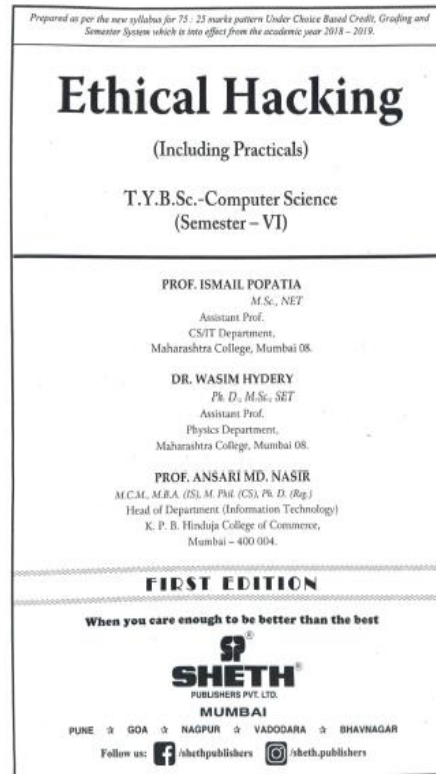 Prepared as per the new syllabus for 75 : 25 marks pattern Under Choice Based Credit, Grading and
Semester System which is into effect from the academic year 2018 – 2019.
Ethical Hacking
(Including Practicals)
T.Y.B.Sc.-Computer Science
(Semester – VI)
PROF. ISMAIL POPATIA
M.Sc., NET
Assistant Prof.
CS/IT Department,
Maharashtra College, Mumbai 08.
DR. WASIM HYDERY
Ph. D., M.Sc., SET
Assistant Prof.
Physics Department,
Maharashtra College, Mumbai 08.
PROF. ANSARI MD. NASIR
M.C.M., M.B.A. (IS), M. Phil. (CS), Ph. D. (Reg.)
Head of Department (Information Technology)
K. P. B. Hinduja College of Commerce,
Mumbai – 400 004.
FIRST EDITION
When you care enough to be better than the best
SP®
SHETH®
PUBLISHERS PVT. LTD.
MUMBAI
PUNE ☆ GOA ☆ NAGPUR ☆ VADODARA ☆ BHAVNAGAR
Follow us: f /shethpublishers /sheth.publishers